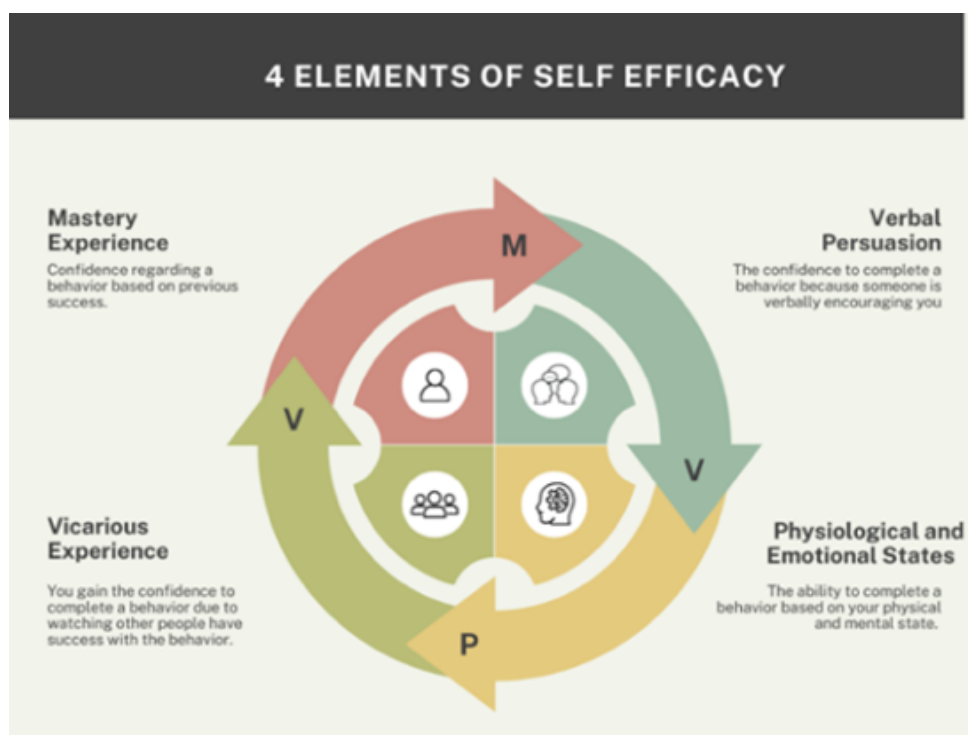 4 ELEMENTS OF SELF EFFICACY
Mastery
Experience
Confidence regarding a
behavior based on previous
success.
Verbal
Persuasion
The confidence to complete a
behavior because someone is
verbally encouraging you
M
V
V
P
Vicarious
Experience
You gain the confidence to
complete a behavior due to
watching other people have
success with the behavior.
Physiological and
Emotional States
The ability to complete a
behavior based on your physical
and mental state.